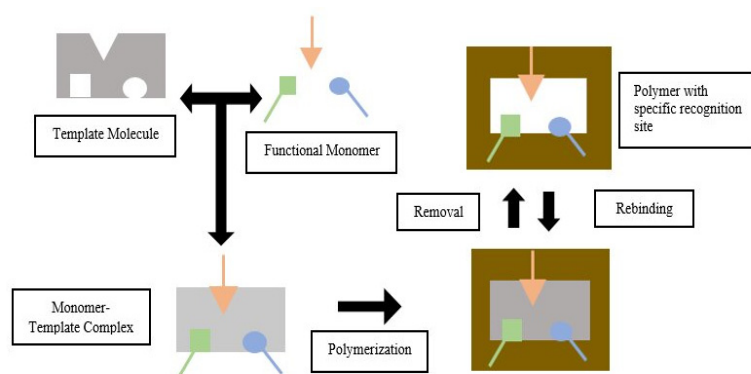 Template Molecule
Functional Monomer
Polymer with
specific recognition
site
Removal
Rebinding
Monomer-
Template Complex
Polymerization